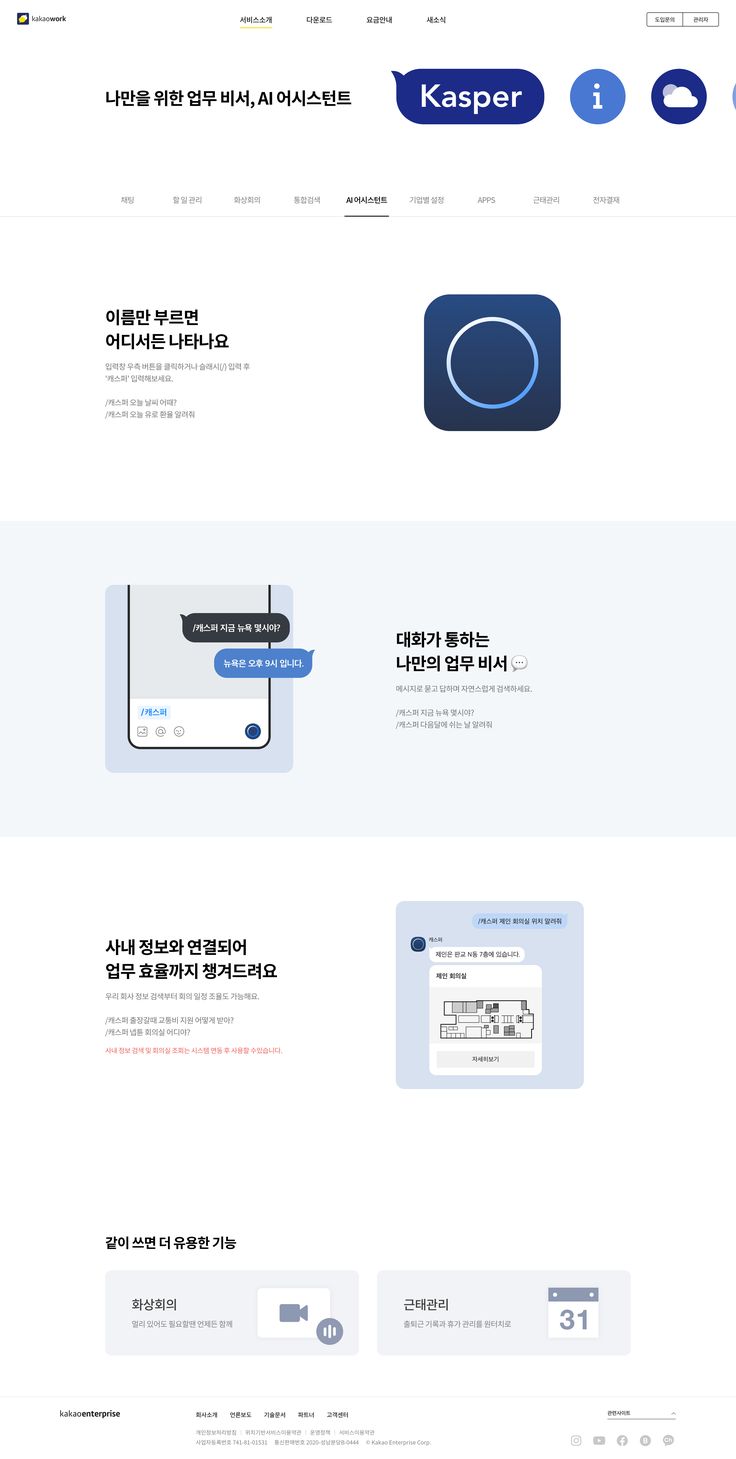 kakaowork
서비스소개 다운로드 요금안내 새소식
도입문의 관리자
나만을 위한 업무 비서, AI 어시스턴트
Kasper
i
채팅 할 일 관리 화상회의 통합검색 AI 어시스턴트 기업별 설정 APPS 근태관리 전자결재
이름만 부르면
어디서든 나타나요
입력창 우측 버튼을 클릭하거나 슬래시(/) 입력 후
'캐스퍼' 입력해보세요.
/캐스퍼 오늘 날씨 어때?
/캐스퍼 오늘 유로 환율 알려줘
/캐스퍼 지금 뉴욕 몇시야?
뉴욕은 오후 9시 입니다.
/캐스퍼
대화가 통하는
나만의 업무 비서
메시지로 묻고 답하며 자연스럽게 검색하세요.
/캐스퍼 지금 뉴욕 몇시야?
/캐스퍼 다음달에 쉬는 날 알려줘
사내 정보와 연결되어
업무 효율까지 챙겨드려요
우리 회사 정보 검색부터 회의 일정 조율도 가능해요.
/캐스퍼 출장갈때 교통비 지원 어떻게 받아?
/캐스퍼 넵튠 회의실 어디야?
사내 정보 검색 및 회의실 조회는 시스템 연동 후 사용할 수있습니다.
/캐스퍼 제인 회의실 위치 알려줘
캐스퍼
제인은 판교 N동 7층에 있습니다.
제인 회의실
자세히보기
같이 쓰면 더 유용한 기능
화상회의
멀리 있어도 필요할땐 언제든 함께
근태관리
출퇴근 기록과 휴가 관리를 원터치로
31
kakaoenterprise
회사소개 언론보도 기술문서 파트너 고객센터
관련사이트
개인정보처리방침 | 위치기반서비스이용약관 | 운영정책 | 서비스이용약관
사업자등록번호 741-81-01531 통신판매번호 2020-성남분당B-0444 © Kakao Enterprise Corp.
B
Ch